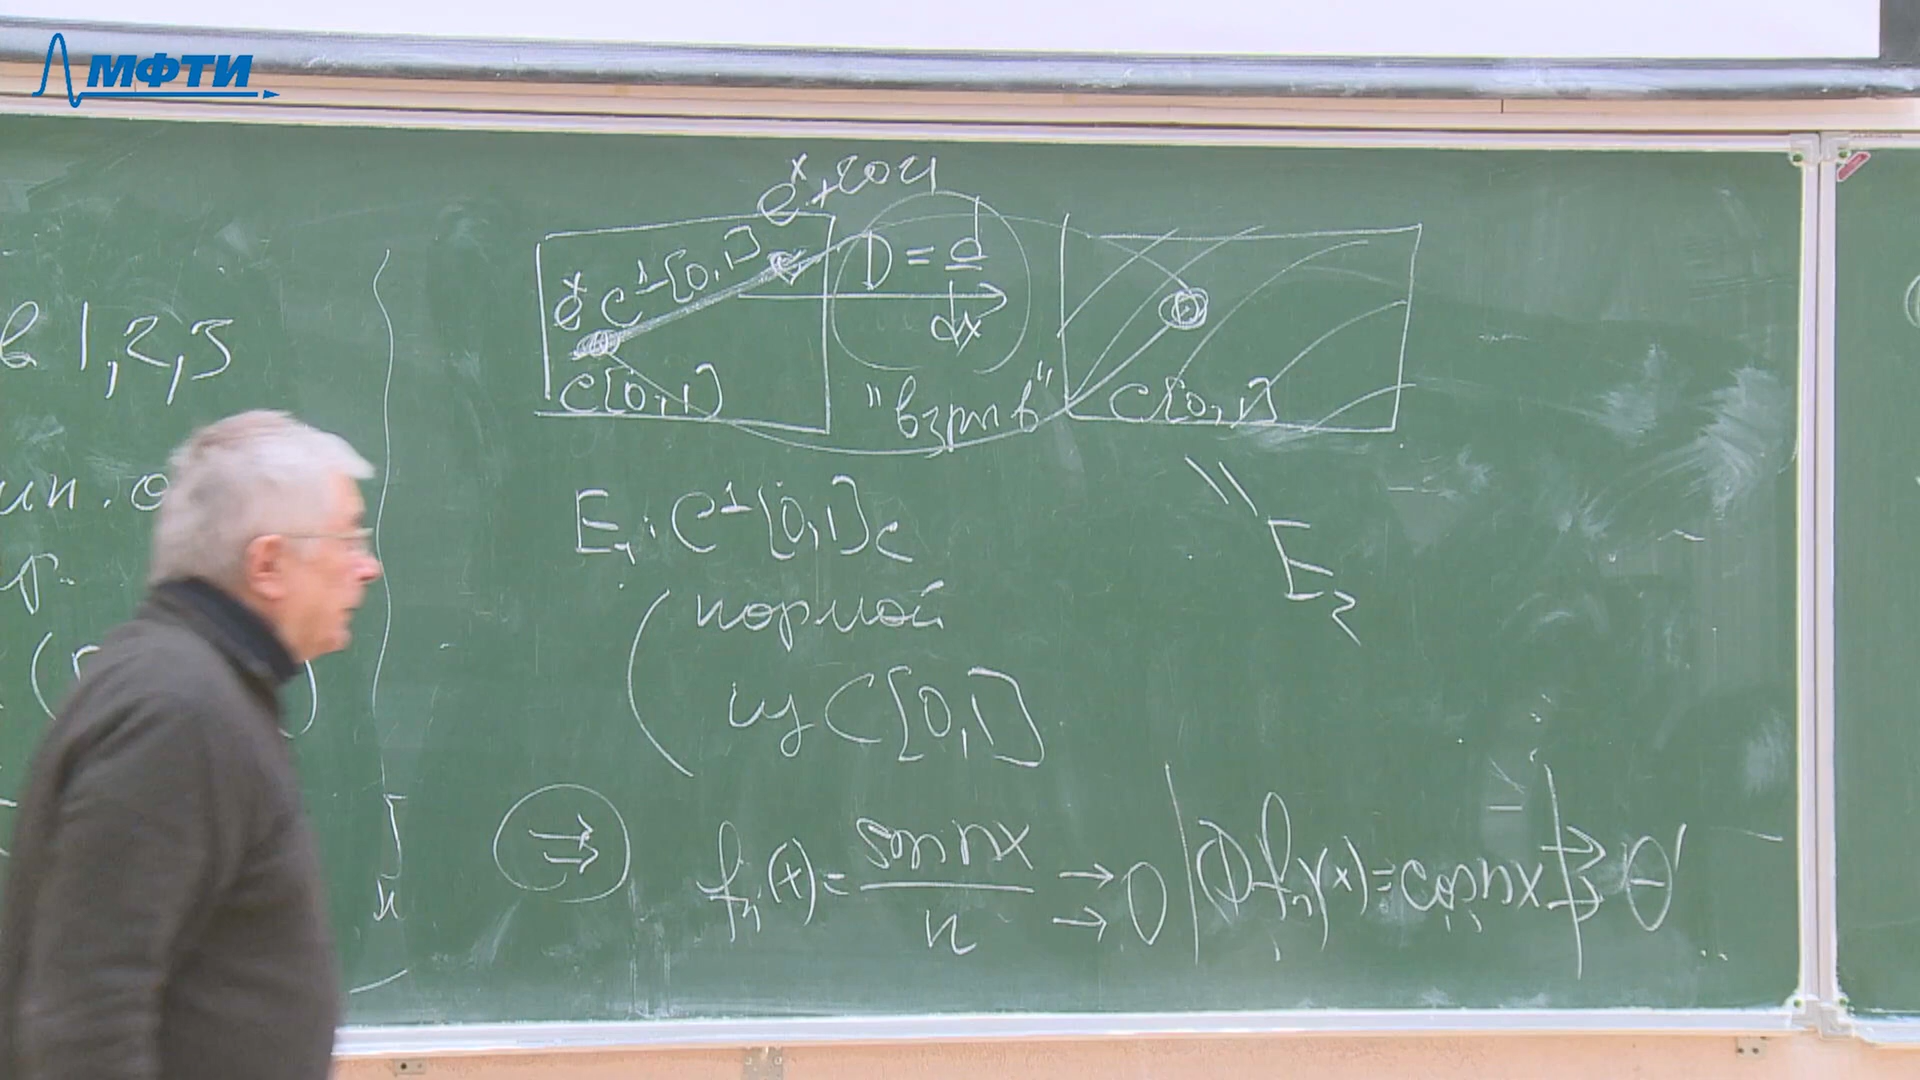 МФТИ
в 1,2,3
e^x + 2024
e^x C^1[0,1]
D = d/dx
C[0,1]
"взрыв"
C[0,1]
E_1: C^1[0,1] с
нормой
из C[0,1]
E_2
⇉
f_n(x) = sin nx / n ⇉ 0 | (Df_n)(x) = cos nx ⇉̸ θ